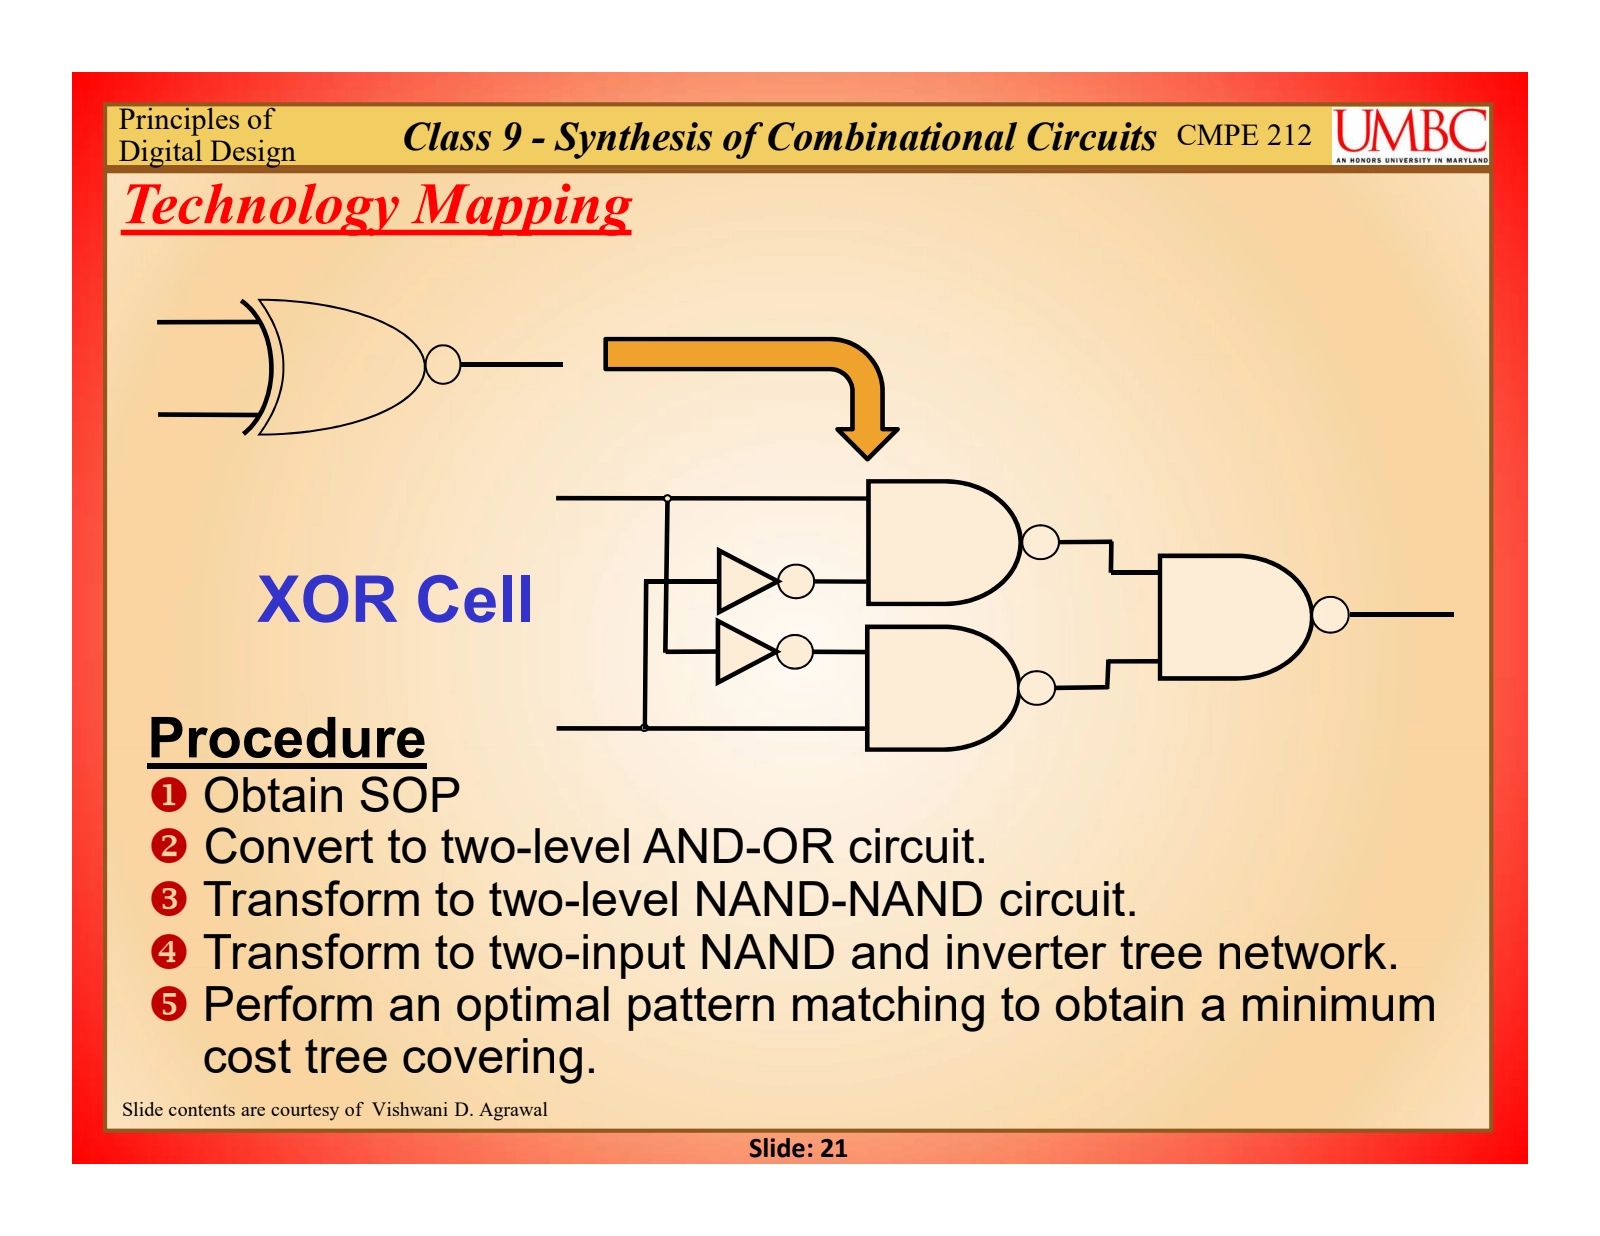 Principles of
Digital Design
Class 9 - Synthesis of Combinational Circuits
CMPE 212
UMBC
AN HONORS UNIVERSITY IN MARYLAND
Technology Mapping
XOR Cell
Procedure
❶ Obtain SOP
❷ Convert to two-level AND-OR circuit.
❸ Transform to two-level NAND-NAND circuit.
❹ Transform to two-input NAND and inverter tree network.
❺ Perform an optimal pattern matching to obtain a minimum
cost tree covering.
Slide contents are courtesy of Vishwani D. Agrawal
Slide: 21